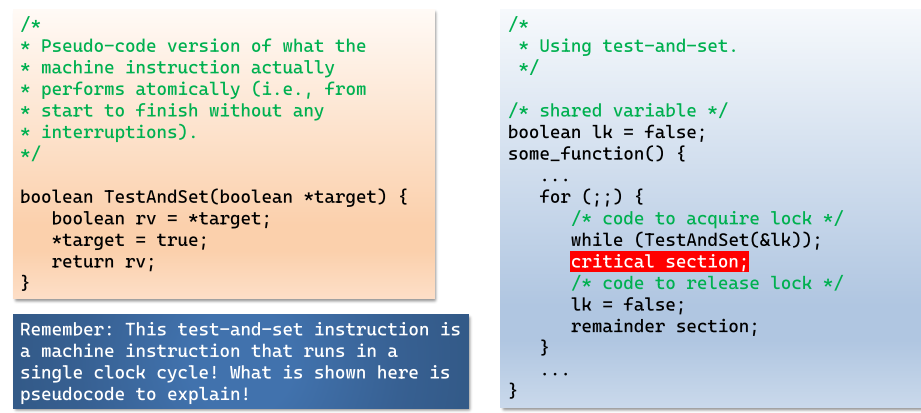 /*
* Pseudo-code version of what the
* machine instruction actually
* performs atomically (i.e., from
* start to finish without any
* interruptions).
*/
boolean TestAndSet(boolean *target) {
boolean rv = *target;
*target = true;
return rv;
}
Remember: This test-and-set instruction is
a machine instruction that runs in a
single clock cycle! What is shown here is
pseudocode to explain!
/*
* Using test-and-set.
*/
/* shared variable */
boolean lk = false;
some_function() {
...
for (;;) {
/* code to acquire lock */
while (TestAndSet(&lk));
critical section;
/* code to release lock */
lk = false;
remainder section;
}
...
}